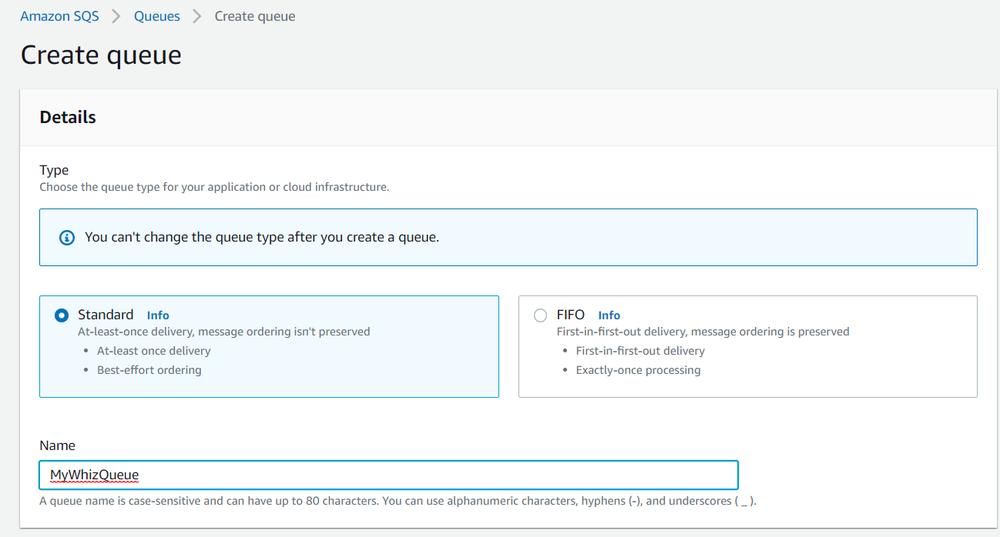 Amazon SQS > Queues > Create queue
Create queue
Details
Type
Choose the queue type for your application or cloud infrastructure.
You can't change the queue type after you create a queue.
Standard Info
At-least-once delivery, message ordering isn't preserved
• At-least once delivery
• Best-effort ordering
FIFO Info
First-in-first-out delivery, message ordering is preserved
• First-in-first-out delivery
• Exactly-once processing
Name
MyWhizQueue
A queue name is case-sensitive and can have up to 80 characters. You can use alphanumeric characters, hyphens (-), and underscores ( _ ).